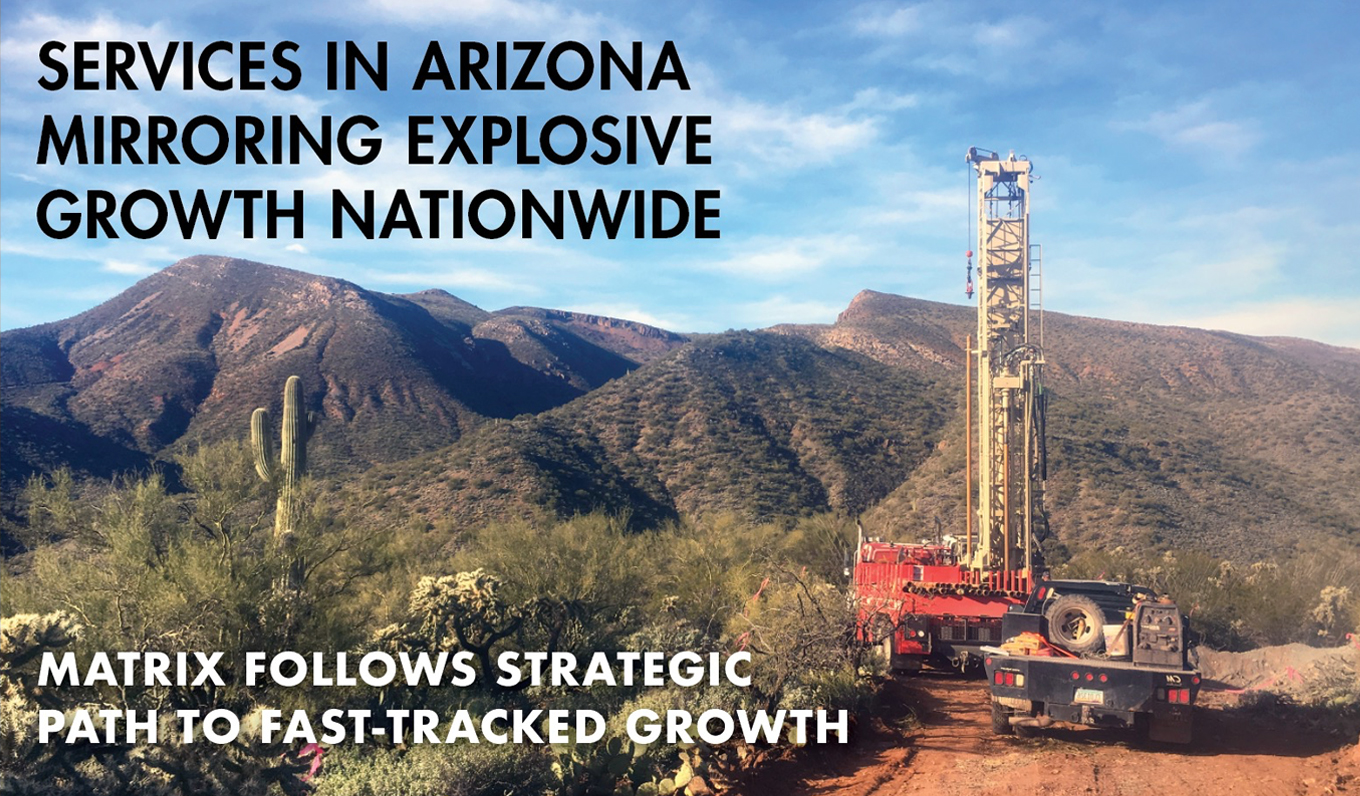 SERVICES IN ARIZONA
MIRRORING EXPLOSIVE
GROWTH NATIONWIDE
MATRIX FOLLOWS STRATEGIC
PATH TO FAST-TRACKED GROWTH